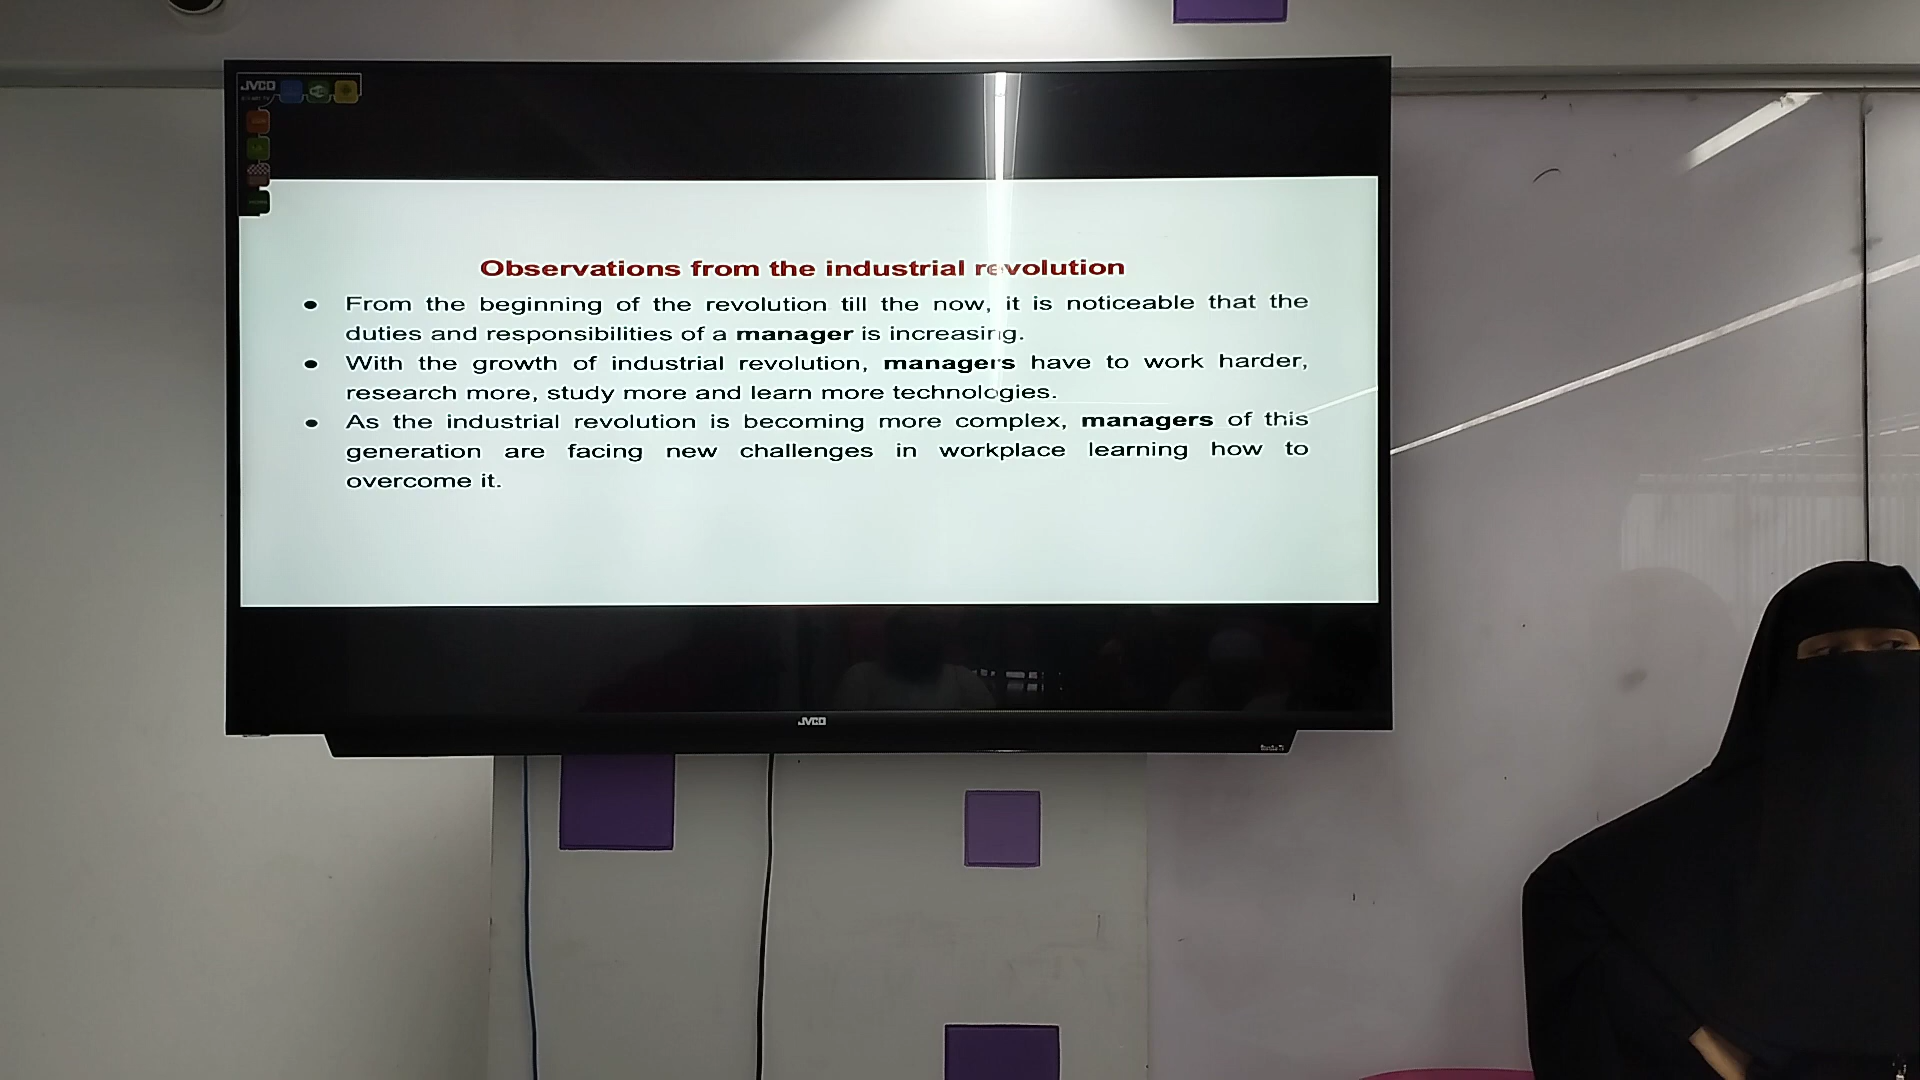 JVCO
Observations from the industrial revolution
• From the beginning of the revolution till the now, it is noticeable that the
duties and responsibilities of a manager is increasing.
• With the growth of industrial revolution, managers have to work harder,
research more, study more and learn more technologies.
• As the industrial revolution is becoming more complex, managers of this
generation are facing new challenges in workplace learning how to
overcome it.
JVCO